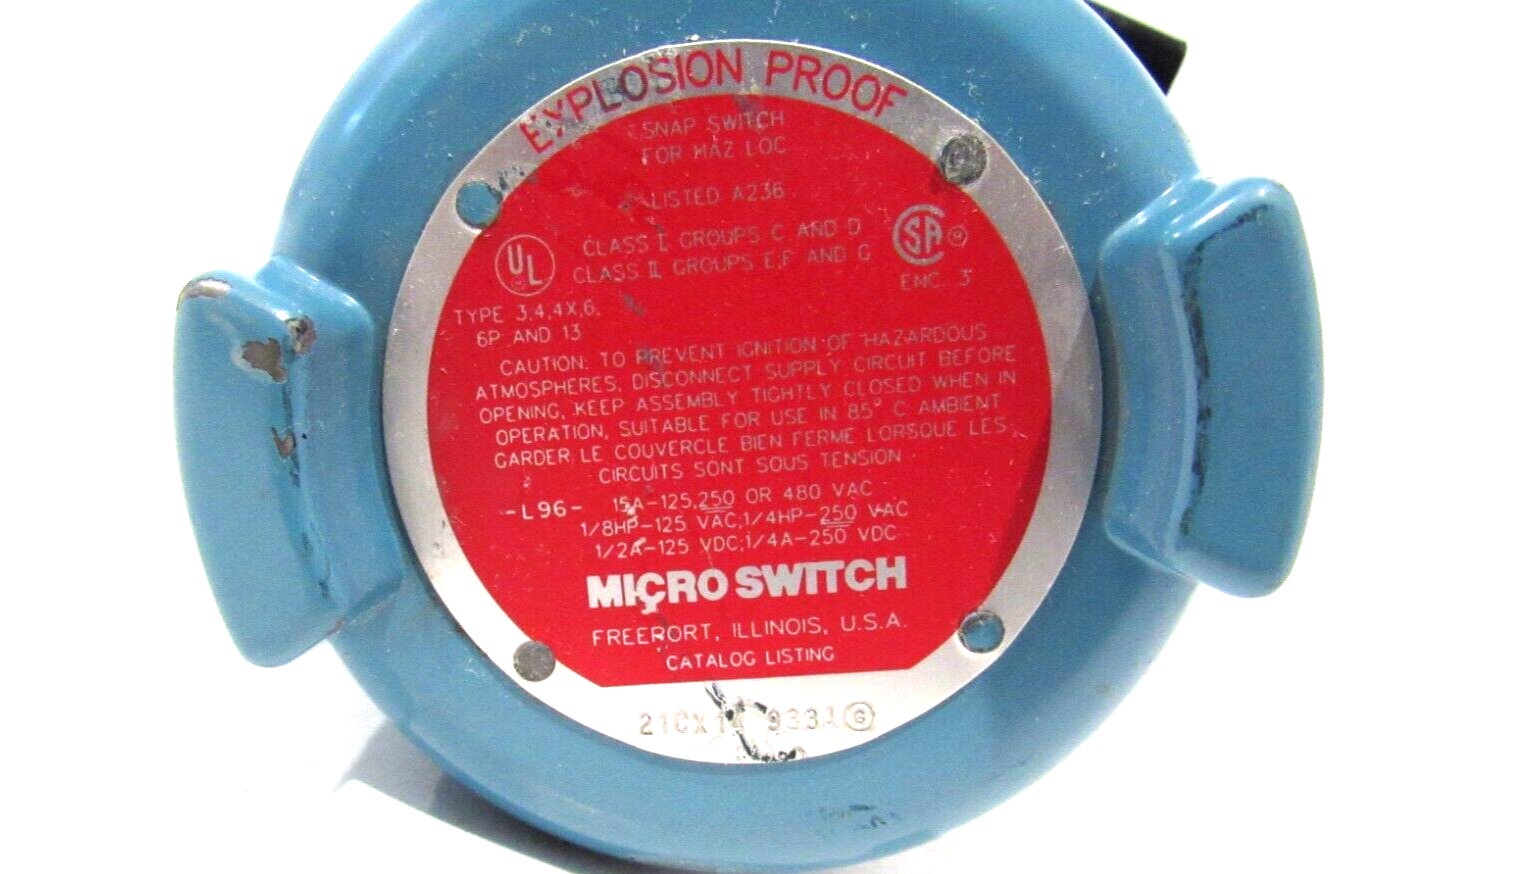 EXPLOSION PROOF
SNAP SWITCH
FOR HAZ LOC
LISTED A236
UL
CLASS I GROUPS C AND D
CLASS II GROUPS E,F AND G
SA
ENC. 3
TYPE 3,4,4X,6,
6P AND 13
CAUTION: TO PREVENT IGNITION OF HAZARDOUS
ATMOSPHERES, DISCONNECT SUPPLY CIRCUIT BEFORE
OPENING, KEEP ASSEMBLY TIGHTLY CLOSED WHEN IN
OPERATION, SUITABLE FOR USE IN 85° C AMBIENT
GARDER LE COUVERCLE BIEN FERME LORSQUE LES
CIRCUITS SONT SOUS TENSION
-L96- 15A-125,250 OR 480 VAC
1/8HP-125 VAC;1/4HP-250 VAC
1/2A-125 VDC;1/4A-250 VDC
MICRO SWITCH
FREEPORT, ILLINOIS, U.S.A.
CATALOG LISTING
G